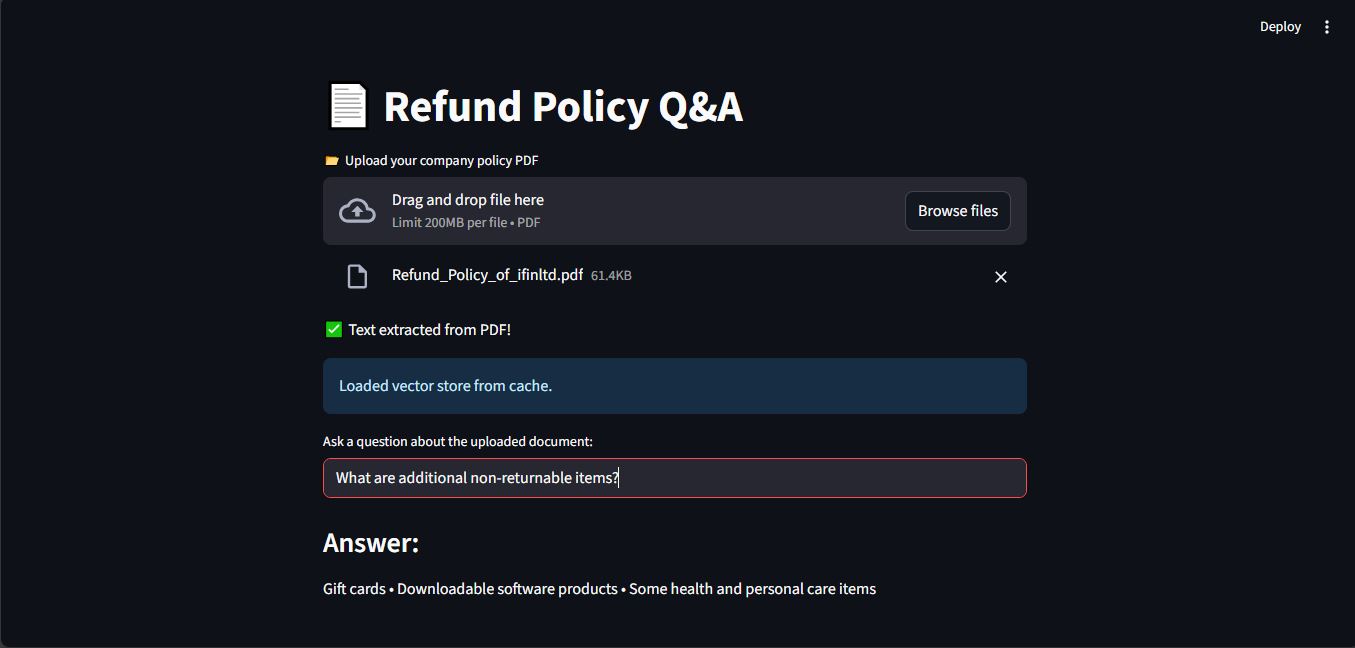 Deploy
Refund Policy Q&A
Upload your company policy PDF
Drag and drop file here
Limit 200MB per file • PDF
Browse files
Refund_Policy_of_ifinltd.pdf 61.4KB
Text extracted from PDF!
Loaded vector store from cache.
Ask a question about the uploaded document:
What are additional non-returnable items?
Answer:
Gift cards • Downloadable software products • Some health and personal care items